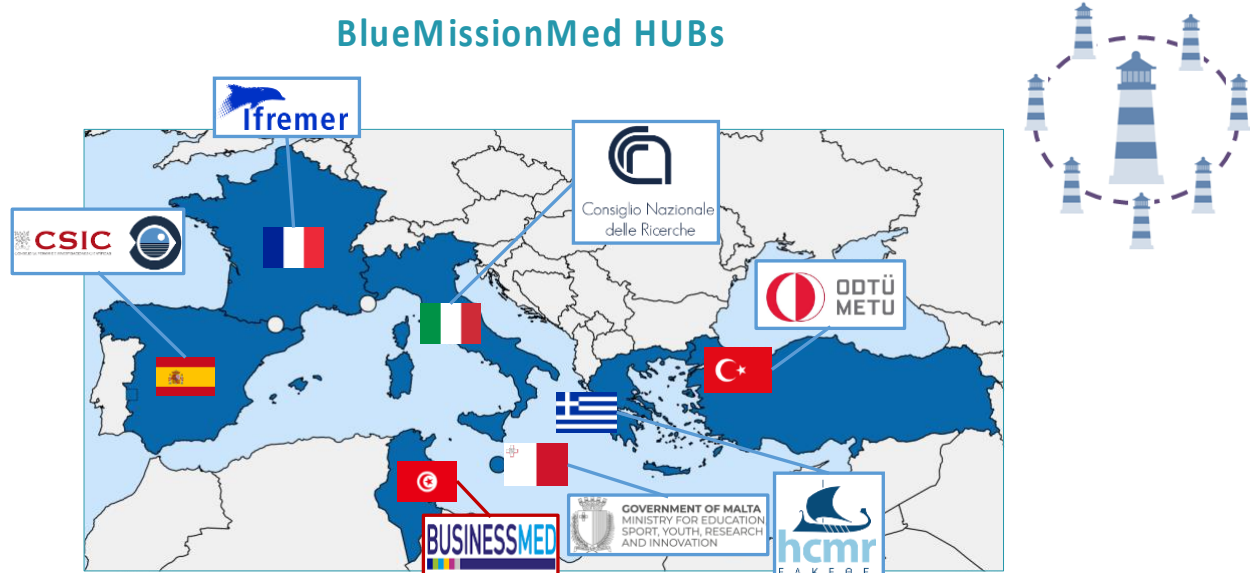 BlueMissionMed HUBs
Ifremer
Consiglio Nazionale
delle Ricerche
CSIC
ODTÜ
METU
GOVERNMENT OF MALTA
MINISTRY FOR EDUCATION
SPORT, YOUTH, RESEARCH
AND INNOVATION
BUSINESSMED
hcmr
ΕΛΚΕΘΕ